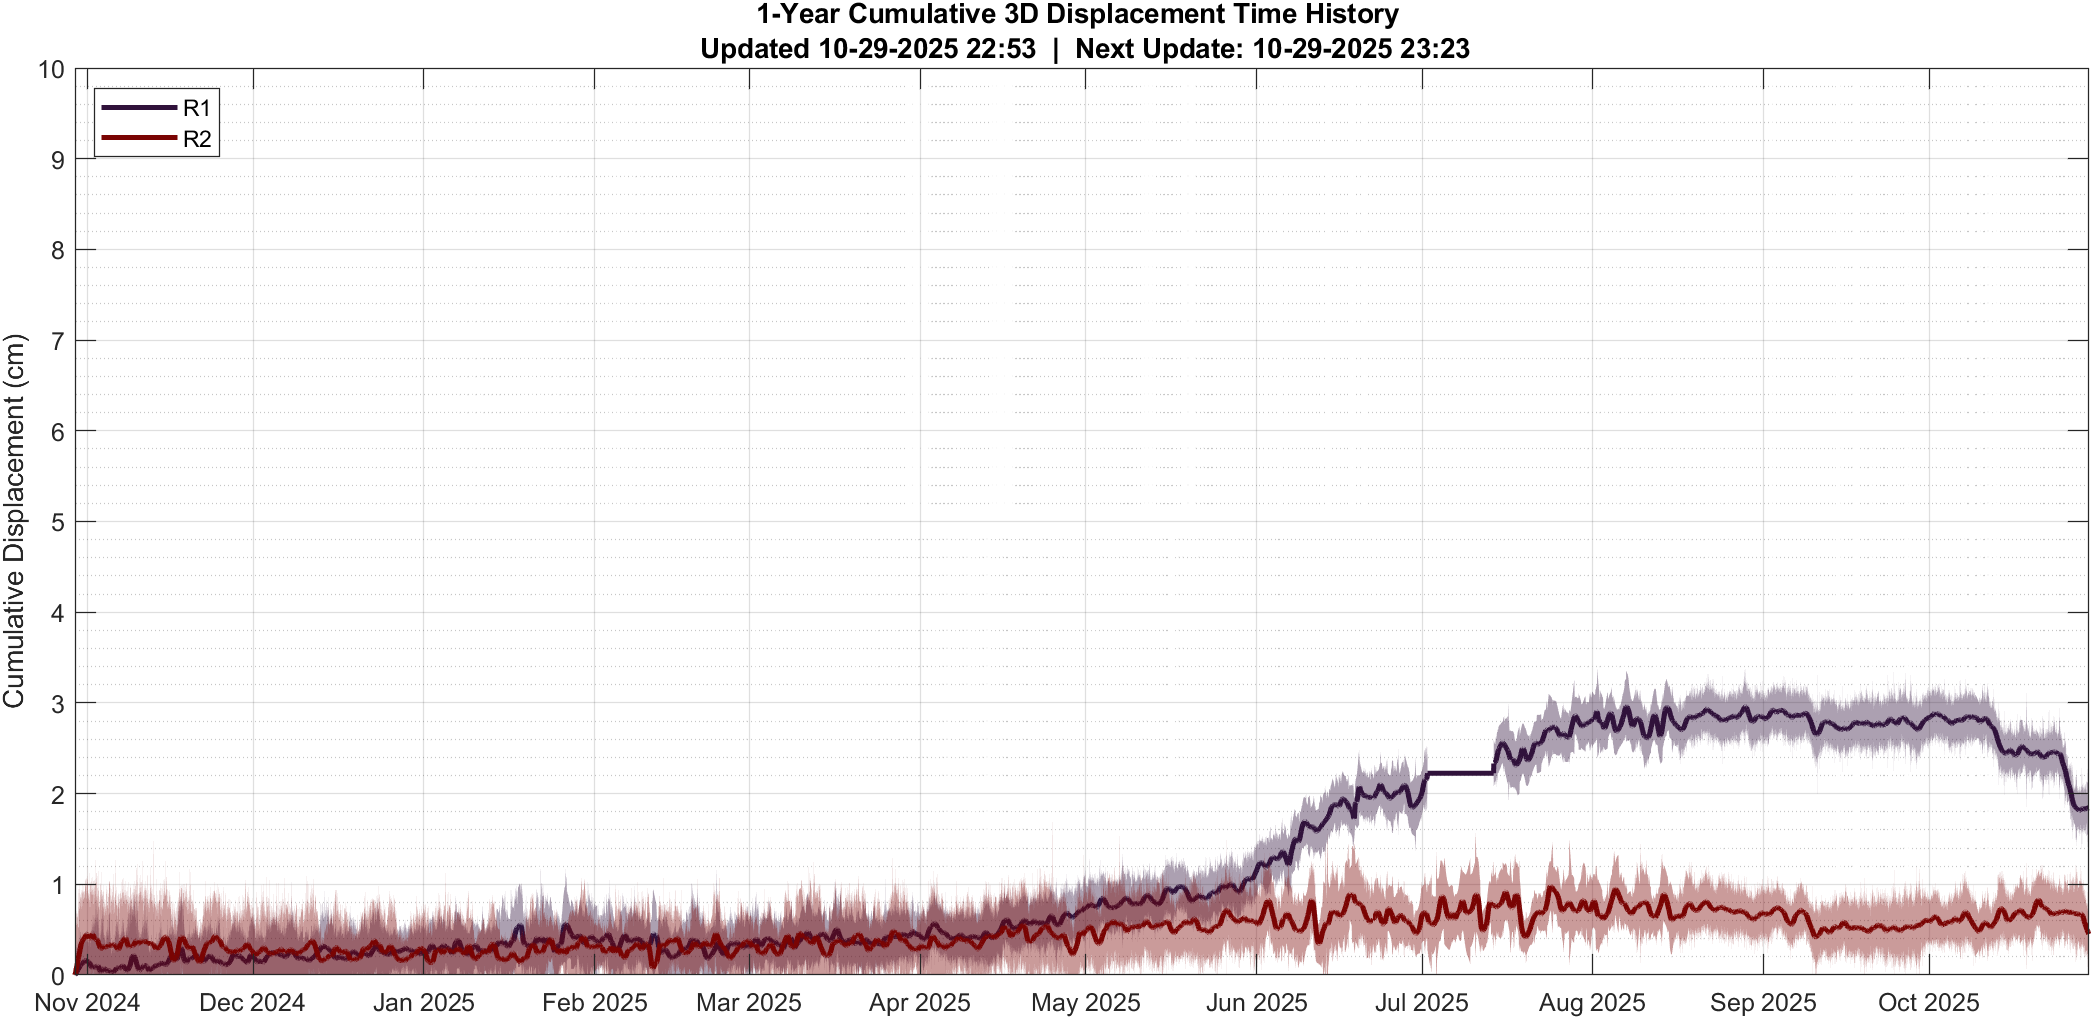 1-Year Cumulative 3D Displacement Time History
Updated 10-29-2025 22:53 | Next Update: 10-29-2025 23:23
R1
R2
Cumulative Displacement (cm)
10
9
8
7
6
5
4
3
2
1
0
Nov 2024 Dec 2024 Jan 2025 Feb 2025 Mar 2025 Apr 2025 May 2025 Jun 2025 Jul 2025 Aug 2025 Sep 2025 Oct 2025